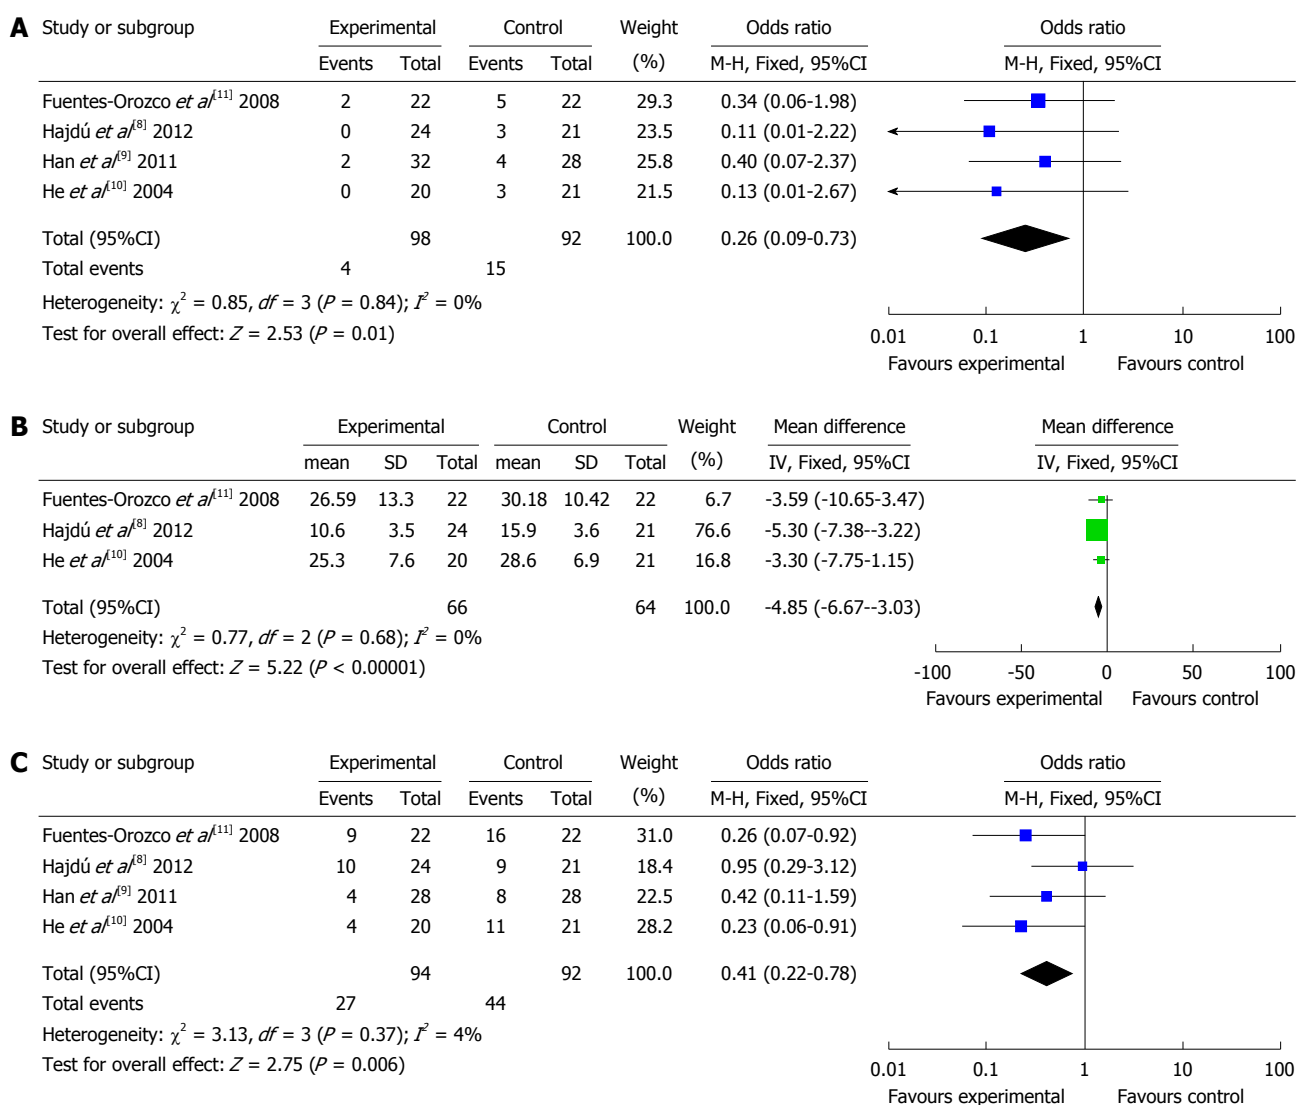 A Study or subgroup Experimental Control Weight Odds ratio Odds ratio
Events Total Events Total (%) M-H, Fixed, 95%CI M-H, Fixed, 95%CI
Fuentes-Orozco et al[11] 2008 2 22 5 22 29.3 0.34 (0.06-1.98)
Hajdú et al[8] 2012 0 24 3 21 23.5 0.11 (0.01-2.22)
Han et al[9] 2011 2 32 4 28 25.8 0.40 (0.07-2.37)
He et al[10] 2004 0 20 3 21 21.5 0.13 (0.01-2.67)
Total (95%CI) 98 92 100.0 0.26 (0.09-0.73)
Total events 4 15
Heterogeneity: χ² = 0.85, df = 3 (P = 0.84); I² = 0%
Test for overall effect: Z = 2.53 (P = 0.01)
0.01 0.1 1 10 100
Favours experimental Favours control
B Study or subgroup Experimental Control Weight Mean difference Mean difference
mean SD Total mean SD Total (%) IV, Fixed, 95%CI IV, Fixed, 95%CI
Fuentes-Orozco et al[11] 2008 26.59 13.3 22 30.18 10.42 22 6.7 -3.59 (-10.65-3.47)
Hajdú et al[8] 2012 10.6 3.5 24 15.9 3.6 21 76.6 -5.30 (-7.38--3.22)
He et al[10] 2004 25.3 7.6 20 28.6 6.9 21 16.8 -3.30 (-7.75-1.15)
Total (95%CI) 66 64 100.0 -4.85 (-6.67--3.03)
Heterogeneity: χ² = 0.77, df = 2 (P = 0.68); I² = 0%
Test for overall effect: Z = 5.22 (P < 0.00001)
-100 -50 0 50 100
Favours experimental Favours control
C Study or subgroup Experimental Control Weight Odds ratio Odds ratio
Events Total Events Total (%) M-H, Fixed, 95%CI M-H, Fixed, 95%CI
Fuentes-Orozco et al[11] 2008 9 22 16 22 31.0 0.26 (0.07-0.92)
Hajdú et al[8] 2012 10 24 9 21 18.4 0.95 (0.29-3.12)
Han et al[9] 2011 4 28 8 28 22.5 0.42 (0.11-1.59)
He et al[10] 2004 4 20 11 21 28.2 0.23 (0.06-0.91)
Total (95%CI) 94 92 100.0 0.41 (0.22-0.78)
Total events 27 44
Heterogeneity: χ² = 3.13, df = 3 (P = 0.37); I² = 4%
Test for overall effect: Z = 2.75 (P = 0.006)
0.01 0.1 1 10 100
Favours experimental Favours control